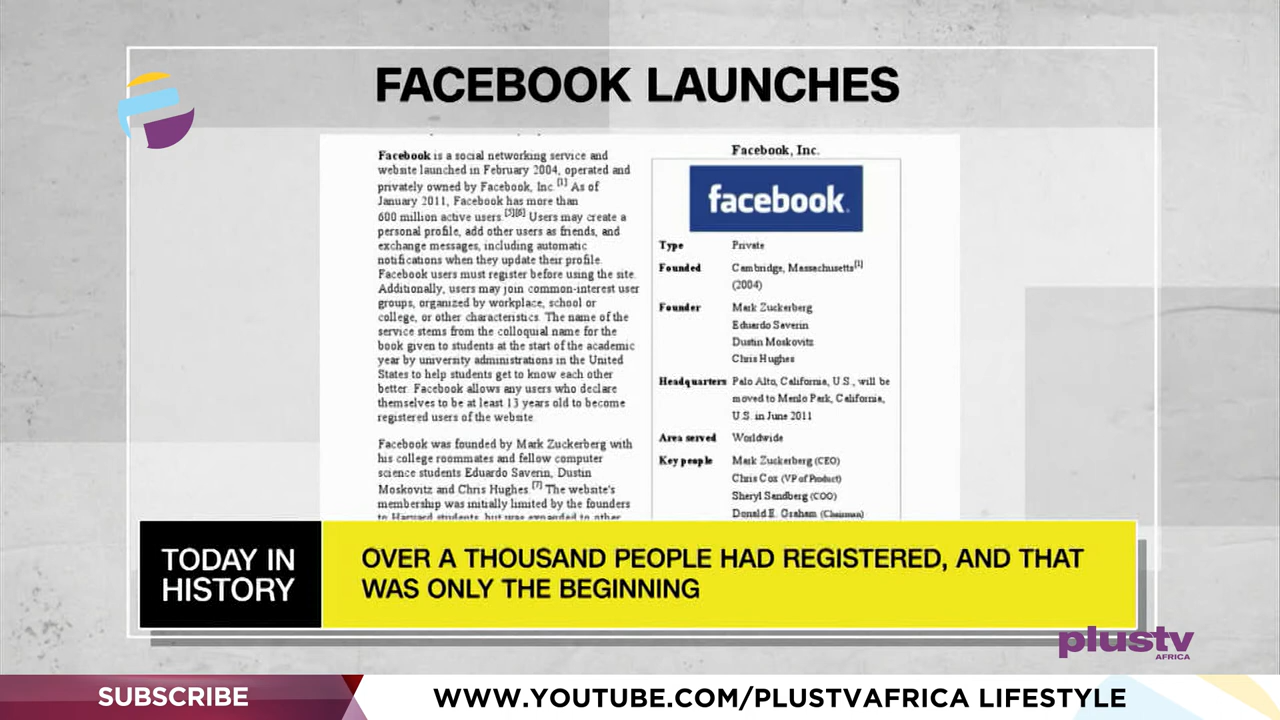 FACEBOOK LAUNCHES
Facebook is a social networking service and
website launched in February 2004, operated and
privately owned by Facebook, Inc.[1] As of
January 2011, Facebook has more than
600 million active users.[5][6] Users may create a
personal profile, add other users as friends, and
exchange messages, including automatic
notifications when they update their profile.
Facebook users must register before using the site.
Additionally, users may join common-interest user
groups, organized by workplace, school or
college, or other characteristics. The name of the
service stems from the colloquial name for the
book given to students at the start of the academic
year by university administrations in the United
States to help students get to know each other
better. Facebook allows any users who declare
themselves to be at least 13 years old to become
registered users of the website.
Facebook was founded by Mark Zuckerberg with
his college roommates and fellow computer
science students Eduardo Saverin, Dustin
Moskovitz and Chris Hughes.[7] The website's
membership was initially limited by the founders
to Harvard students, but was expanded to other
Facebook, Inc.
facebook.
Type Private
Founded Cambridge, Massachusetts[1]
(2004)
Founder Mark Zuckerberg
Eduardo Saverin
Dustin Moskovitz
Chris Hughes
Headquarters Palo Alto, California, U.S., will be
moved to Menlo Park, California,
U.S. in June 2011
Area served Worldwide
Key people Mark Zuckerberg (CEO)
Chris Cox (VP of Product)
Sheryl Sandberg (COO)
Donald E. Graham (Chairman)
TODAY IN
HISTORY
OVER A THOUSAND PEOPLE HAD REGISTERED, AND THAT
WAS ONLY THE BEGINNING
plustv
AFRICA
SUBSCRIBE
WWW.YOUTUBE.COM/PLUSTVAFRICA LIFESTYLE